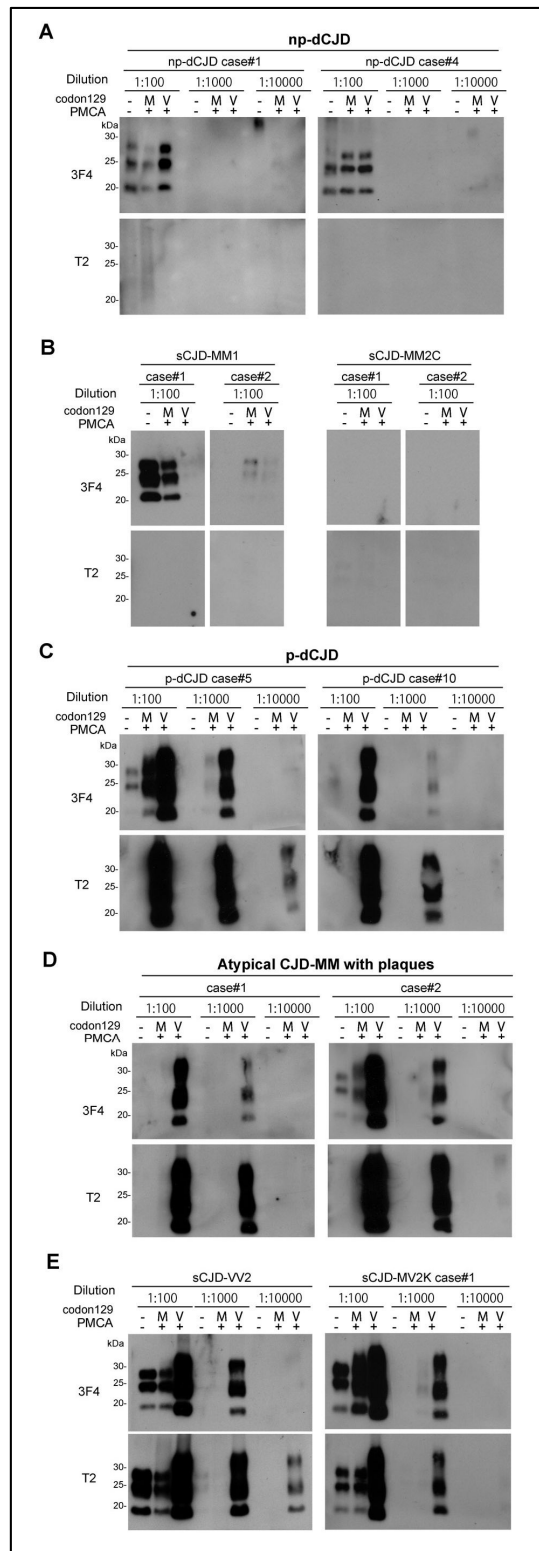 A
np-dCJD
np-dCJD case#1 np-dCJD case#4
Dilution 1:100 1:1000 1:10000 1:100 1:1000 1:10000
codon129 M V M V M V M V M V M V
PMCA - + + - + + - + + - + + - + + - + +
kDa
30-
25-
3F4
20-
30-
T2
25-
20-
B
sCJD-MM1 sCJD-MM2C
case#1 case#2 case#1 case#2
Dilution 1:100 1:100 1:100 1:100
codon129 M V M V M V M V
PMCA - + + - + + - + + - + +
kDa
30-
25-
3F4
20-
30-
T2
25-
20-
C
p-dCJD
p-dCJD case#5 p-dCJD case#10
Dilution 1:100 1:1000 1:10000 1:100 1:1000 1:10000
codon129 M V M V M V M V M V M V
PMCA - + + - + + - + + - + + - + + - + +
kDa
30-
3F4
25-
20-
30-
T2
25-
20-
D
Atypical CJD-MM with plaques
case#1 case#2
Dilution 1:100 1:1000 1:10000 1:100 1:1000 1:10000
codon129 M V M V M V M V M V M V
PMCA - + + - + + - + + - + + - + + - + +
kDa
30-
3F4
25-
20-
30-
T2
25-
20-
E
sCJD-VV2 sCJD-MV2K case#1
Dilution 1:100 1:1000 1:10000 1:100 1:1000 1:10000
codon129 M V M V M V M V M V M V
PMCA - + + - + + - + + - + + - + + - + +
kDa
30-
3F4
25-
20-
30-
T2
25-
20-